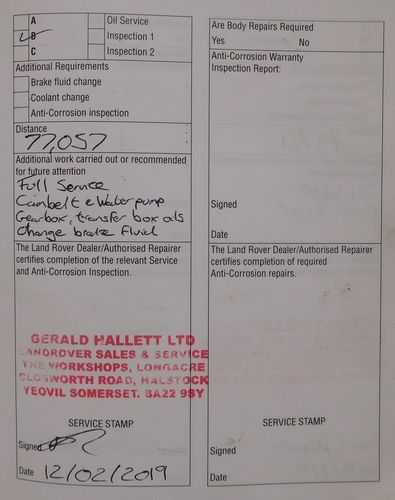 A
Oil Service
B
Inspection 1
C
Inspection 2
Additional Requirements
Brake fluid change
Coolant change
Anti-Corrosion inspection
Distance
77,057
Additional work carried out or recommended
for future attention
Full Service
Cambelt & Water pump
Gearbox, transfer box oils
Change brake Fluid
The Land Rover Dealer/Authorised Repairer
certifies completion of the relevant Service
and Anti-Corrosion Inspection.
GERALD HALLETT LTD
LANDROVER SALES & SERVICE
THE WORKSHOPS, LONGACRE
CLOSWORTH ROAD, HALSTOCK
YEOVIL SOMERSET. BA22 9SY
SERVICE STAMP
Signed
Date 12/02/2019
Are Body Repairs Required
Yes No
Anti-Corrosion Warranty
Inspection Report:
Signed
Date
The Land Rover Dealer/Authorised Repairer
certifies completion of required
Anti-Corrosion repairs.
SERVICE STAMP
Signed
Date